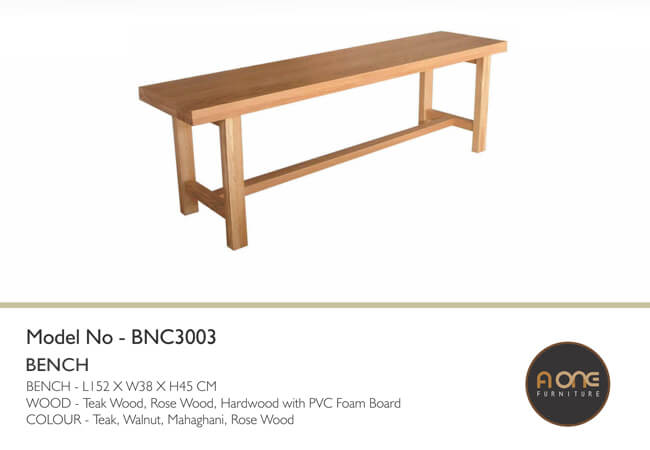 Model No - BNC3003
BENCH
BENCH - L152 X W38 X H45 CM
WOOD - Teak Wood, Rose Wood, Hardwood with PVC Foam Board
COLOUR - Teak, Walnut, Mahaghani, Rose Wood
A ONE
FURNITURE